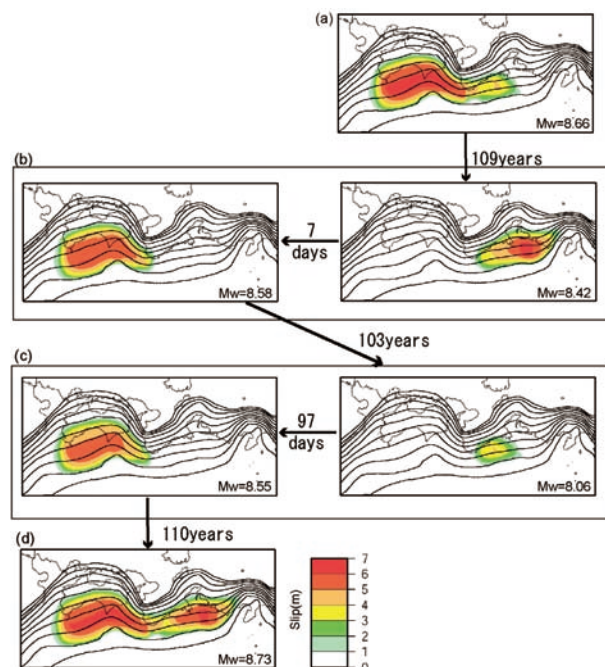 (a)
Mw=8.66
109years
(b)
7
days
Mw=8.58
Mw=8.42
103years
(c)
97
days
Mw=8.55
Mw=8.06
110years
(d)
Mw=8.73
Slip(m)
7
6
5
4
3
2
1
0